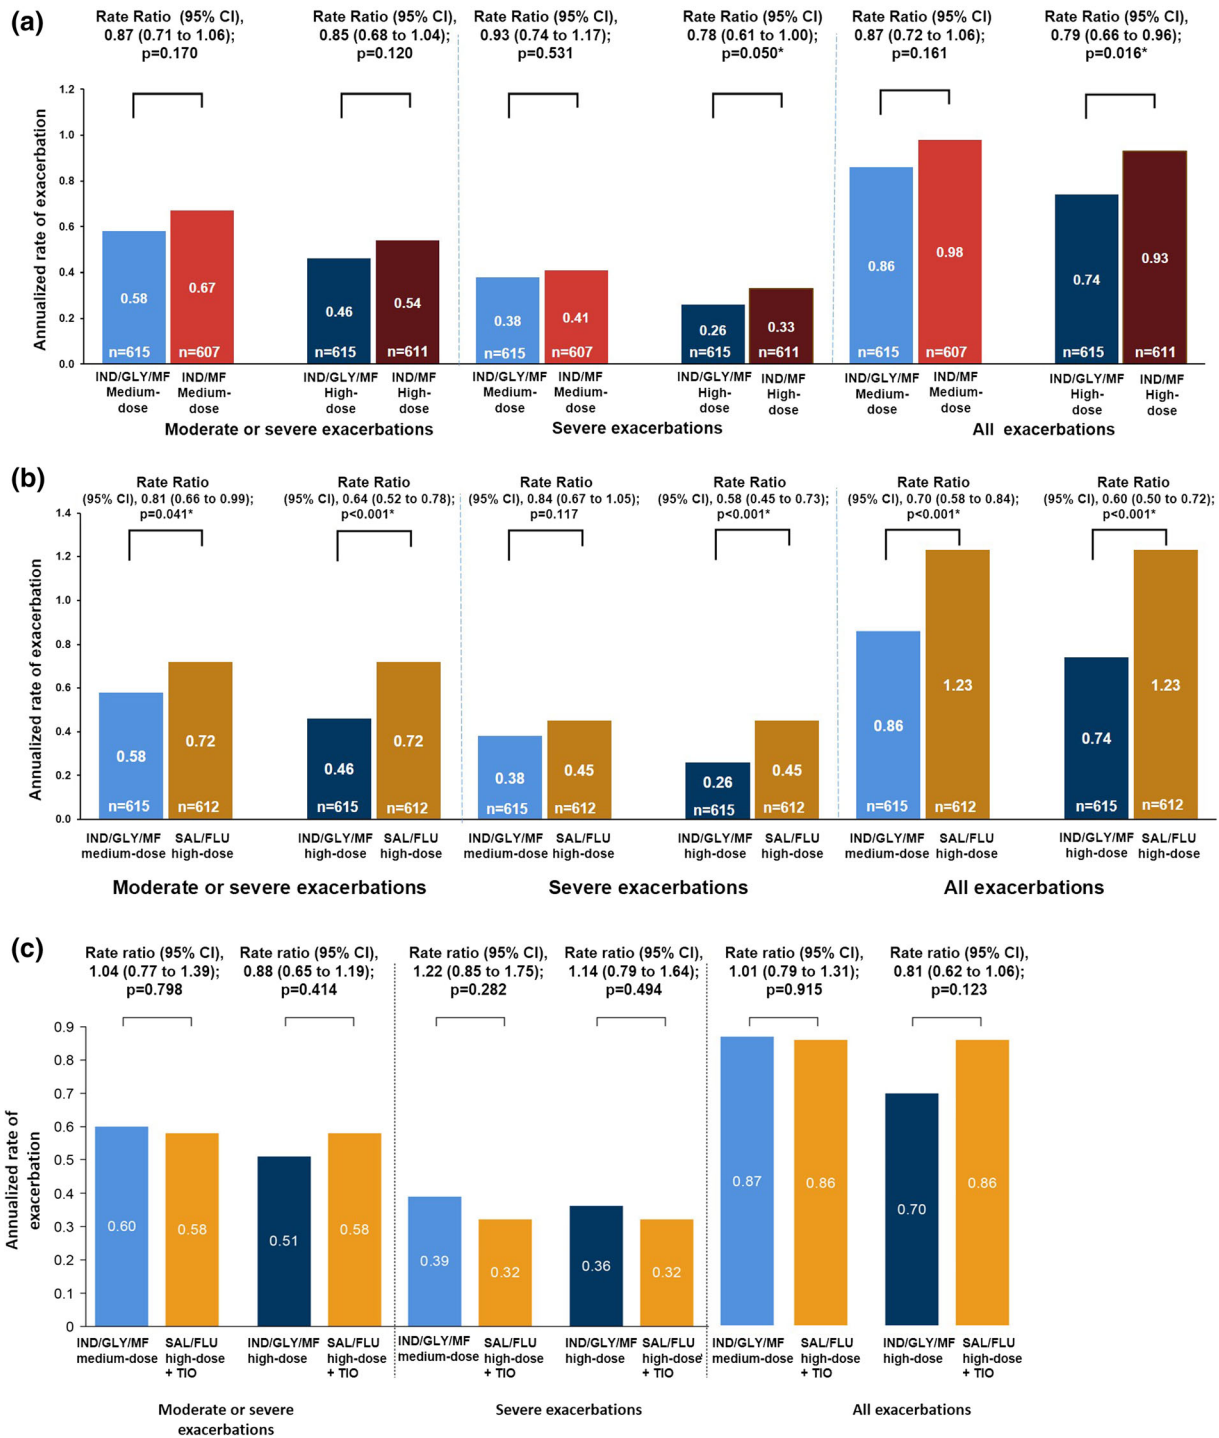 (a)
Rate Ratio (95% CI),
0.87 (0.71 to 1.06);
p=0.170
Rate Ratio (95% CI),
0.85 (0.68 to 1.04);
p=0.120
Rate Ratio (95% CI),
0.93 (0.74 to 1.17);
p=0.531
Rate Ratio (95% CI)
0.78 (0.61 to 1.00);
p=0.050*
Rate Ratio (95% CI)
0.87 (0.72 to 1.06);
p=0.161
Rate Ratio (95% CI),
0.79 (0.66 to 0.96);
p=0.016*
Annualized rate of exacerbation
1.2
1.0
0.8
0.6
0.4
0.2
0.0
0.58
n=615
0.67
n=607
0.46
n=615
0.54
n=611
0.38
n=615
0.41
n=607
0.26
n=615
0.33
n=611
0.86
n=615
0.98
n=607
0.74
n=615
0.93
n=611
IND/GLY/MF
Medium-
dose
IND/MF
Medium-
dose
IND/GLY/MF
High-
dose
IND/MF
High-
dose
IND/GLY/MF
Medium-
dose
IND/MF
Medium-
dose
IND/GLY/MF
High-
dose
IND/MF
High-
dose
IND/GLY/MF
Medium-
dose
IND/MF
Medium-
dose
IND/GLY/MF
High-
dose
IND/MF
High-
dose
Moderate or severe exacerbations
Severe exacerbations
All exacerbations
(b)
Rate Ratio
(95% CI), 0.81 (0.66 to 0.99);
p=0.041*
Rate Ratio
(95% CI), 0.64 (0.52 to 0.78);
p<0.001*
Rate Ratio
(95% CI), 0.84 (0.67 to 1.05);
p=0.117
Rate Ratio
(95% CI), 0.58 (0.45 to 0.73);
p<0.001*
Rate Ratio
(95% CI), 0.70 (0.58 to 0.84);
p<0.001*
Rate Ratio
(95% CI), 0.60 (0.50 to 0.72);
p<0.001*
Annualized rate of exacerbation
1.4
1.2
1.0
0.8
0.6
0.4
0.2
0.0
0.58
n=615
0.72
n=612
0.46
n=615
0.72
n=612
0.38
n=615
0.45
n=612
0.26
n=615
0.45
n=612
0.86
n=615
1.23
n=612
0.74
n=615
1.23
n=612
IND/GLY/MF
medium-dose
SAL/FLU
high-dose
IND/GLY/MF
high-dose
SAL/FLU
high-dose
IND/GLY/MF
medium-dose
SAL/FLU
high-dose
IND/GLY/MF
high-dose
SAL/FLU
high-dose
IND/GLY/MF
medium-dose
SAL/FLU
high-dose
IND/GLY/MF
high-dose
SAL/FLU
high-dose
Moderate or severe exacerbations
Severe exacerbations
All exacerbations
(c)
Rate ratio (95% CI),
1.04 (0.77 to 1.39);
p=0.798
Rate ratio (95% CI),
0.88 (0.65 to 1.19);
p=0.414
Rate ratio (95% CI),
1.22 (0.85 to 1.75);
p=0.282
Rate ratio (95% CI),
1.14 (0.79 to 1.64);
p=0.494
Rate ratio (95% CI),
1.01 (0.79 to 1.31);
p=0.915
Rate ratio (95% CI),
0.81 (0.62 to 1.06);
p=0.123
Annualized rate of
exacerbation
0.9
0.8
0.7
0.6
0.5
0.4
0.3
0.2
0.1
0
0.60
0.58
0.51
0.58
0.39
0.32
0.36
0.32
0.87
0.86
0.70
0.86
IND/GLY/MF
medium-dose
SAL/FLU
high-dose
+ TIO
IND/GLY/MF
high-dose
SAL/FLU
high-dose
+ TIO
IND/GLY/MF
medium-dose
SAL/FLU
high-dose
+ TIO
IND/GLY/MF
high-dose
SAL/FLU
high-dose
+ TIO
IND/GLY/MF
medium-dose
SAL/FLU
high-dose
+ TIO
IND/GLY/MF
high-dose
SAL/FLU
high-dose
+ TIO
Moderate or severe
exacerbations
Severe exacerbations
All exacerbations